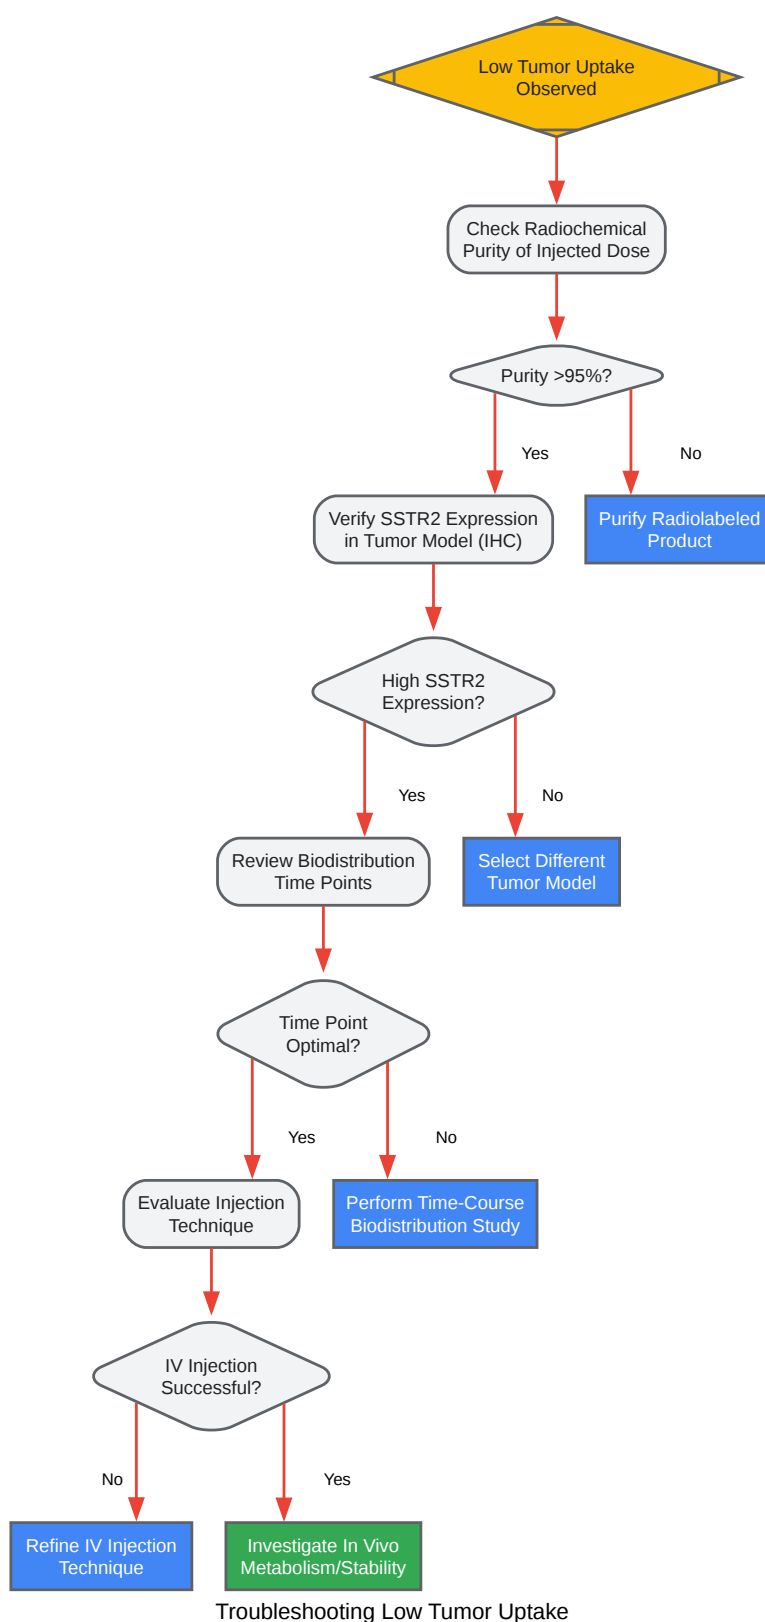 Low Tumor Uptake
Observed
Check Radiochemical
Purity of Injected Dose
Purity >95%?
Yes
No
Verify SSTR2 Expression
in Tumor Model (IHC)
Purify Radiolabeled
Product
High SSTR2
Expression?
Yes
No
Review Biodistribution
Time Points
Select Different
Tumor Model
Time Point
Optimal?
Yes
No
Evaluate Injection
Technique
Perform Time-Course
Biodistribution Study
IV Injection
Successful?
No
Yes
Refine IV Injection
Technique
Investigate In Vivo
Metabolism/Stability
Troubleshooting Low Tumor Uptake